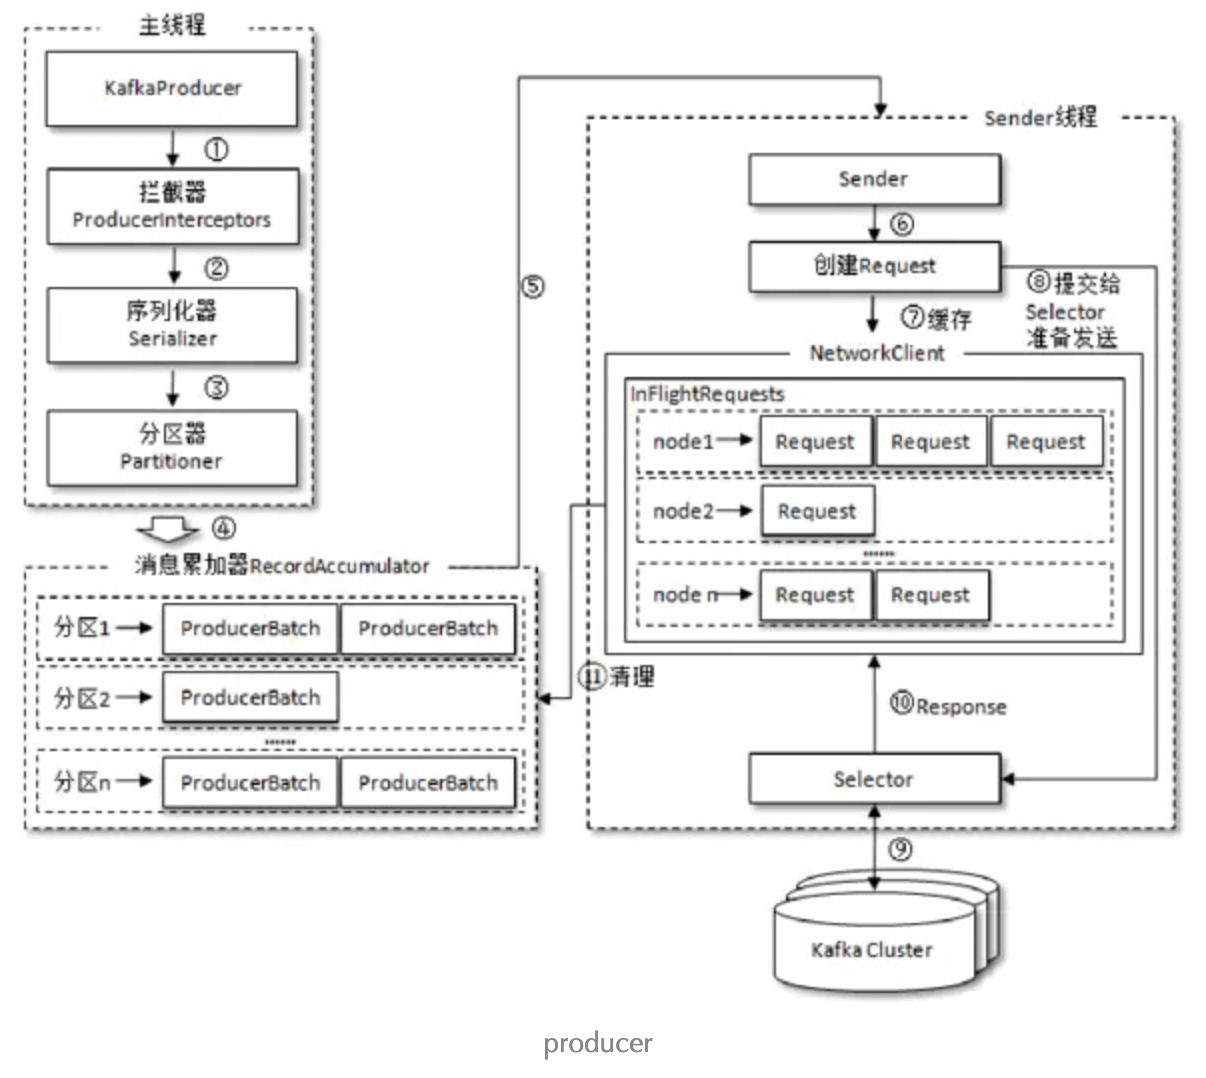 主线程
KafkaProducer
①
拦截器
ProducerInterceptors
②
序列化器
Serializer
③
分区器
Partitioner
④
消息累加器RecordAccumulator
分区1
ProducerBatch
ProducerBatch
分区2
ProducerBatch
......
分区n
ProducerBatch
ProducerBatch
⑤
Sender线程
Sender
⑥
创建Request
⑦缓存
⑧提交给
Selector
准备发送
NetworkClient
InFlightRequests
node1
Request
Request
Request
node2
Request
......
node n
Request
Request
⑪清理
⑩Response
Selector
⑨
Kafka Cluster
producer